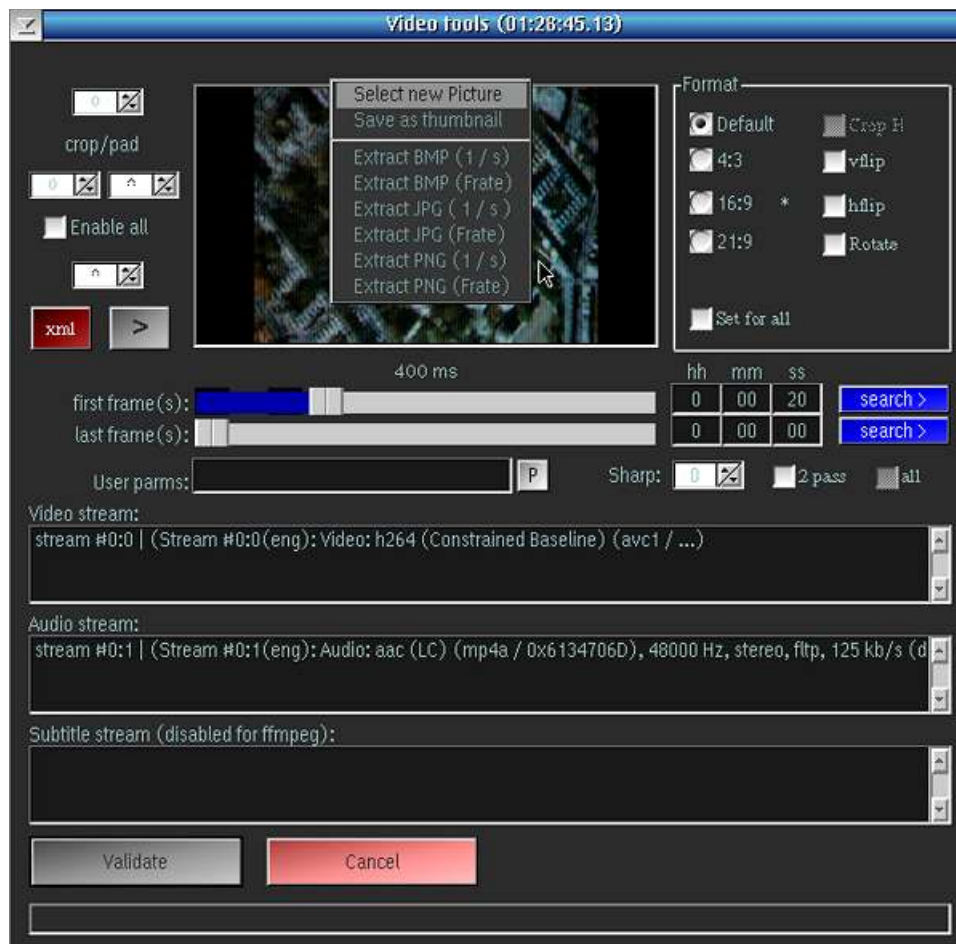 Video tools (01:28:45.13)
0
crop/pad
0 ^
Enable all
^
xml >
Select new Picture
Save as thumbnail
Extract BMP (1 / s)
Extract BMP (Frate)
Extract JPG ( 1 / s)
Extract JPG (Frate)
Extract PNG (1 / s)
Extract PNG (Frate)
Format
Default Crop H
4:3 vflip
16:9 * hflip
21:9 Rotate
Set for all
400 ms
hh mm ss
first frame(s): 0 00 20 search >
last frame(s): 0 00 00 search >
User parms: P Sharp: 0 2 pass all
Video stream:
stream #0:0 | (Stream #0:0(eng): Video: h264 (Constrained Baseline) (avc1 / ...)
Audio stream:
stream #0:1 | (Stream #0:1(eng): Audio: aac (LC) (mp4a / 0x6134706D), 48000 Hz, stereo, fltp, 125 kb/s (d
Subtitle stream (disabled for ffmpeg):
Validate Cancel